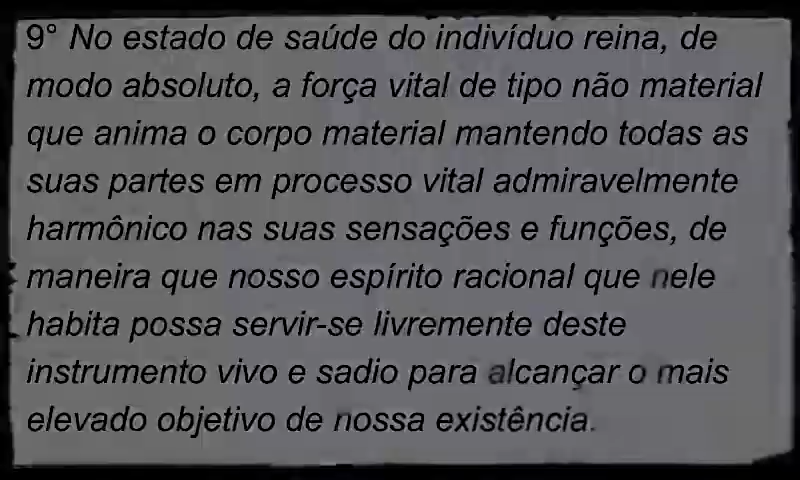 9° No estado de saúde do indivíduo reina, de
modo absoluto, a força vital de tipo não material
que anima o corpo material mantendo todas as
suas partes em processo vital admiravelmente
harmônico nas suas sensações e funções, de
maneira que nosso espírito racional que nele
habita possa servir-se livremente deste
instrumento vivo e sadio para alcançar o mais
elevado objetivo de nossa existência.